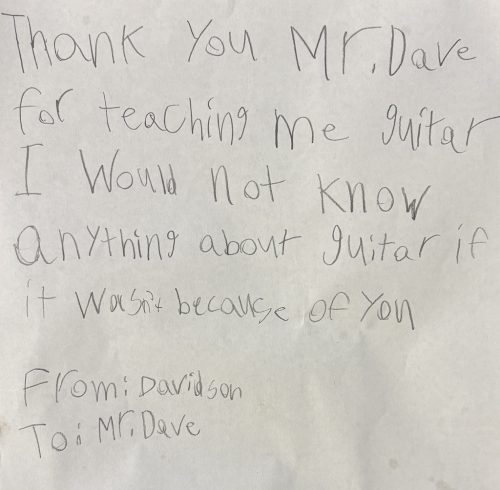 Thank You Mr. Dave
for teaching me guitar
I Would not know
anything about guitar if
it wasn't because of You
From: Davidson
To: Mr. Dave